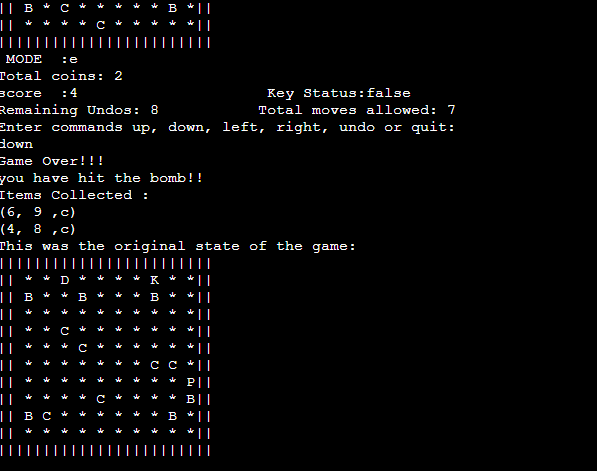 || B * C * * * * * B *||
|| * * * * C * * * * *||
||||||||||||||||||||||||
MODE  :e
Total coins: 2
score  :4                     Key Status:false
Remaining Undos: 8           Total moves allowed: 7
Enter commands up, down, left, right, undo or quit:
down
Game Over!!!
you have hit the bomb!!
Items Collected :
(6, 9 ,c)
(4, 8 ,c)
This was the original state of the game:
||||||||||||||||||||||||
|| * * D * * * * K * *||
|| B * * B * * * B * *||
|| * * * * * * * * * *||
|| * * C * * * * * * *||
|| * * * C * * * * * *||
|| * * * * * * * C C *||
|| * * * * * * * * * P||
|| * * * * C * * * * B||
|| B C * * * * * * B *||
|| * * * * * * * * * *||
||||||||||||||||||||||||